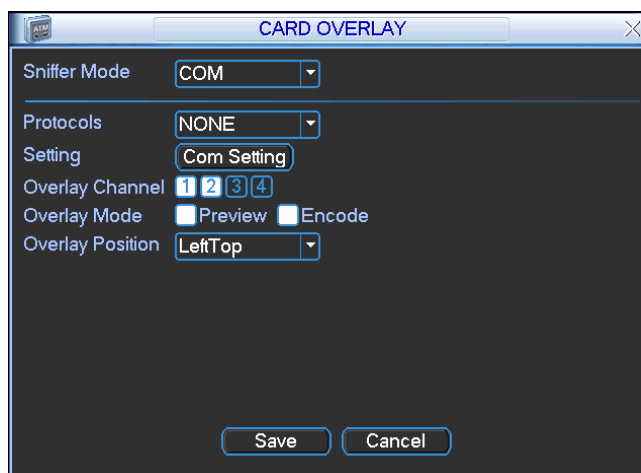 ATM
CARD OVERLAY
Sniffer Mode COM
Protocols NONE
Setting Com Setting
Overlay Channel 1 2 3 4
Overlay Mode Preview Encode
Overlay Position LeftTop
Save Cancel